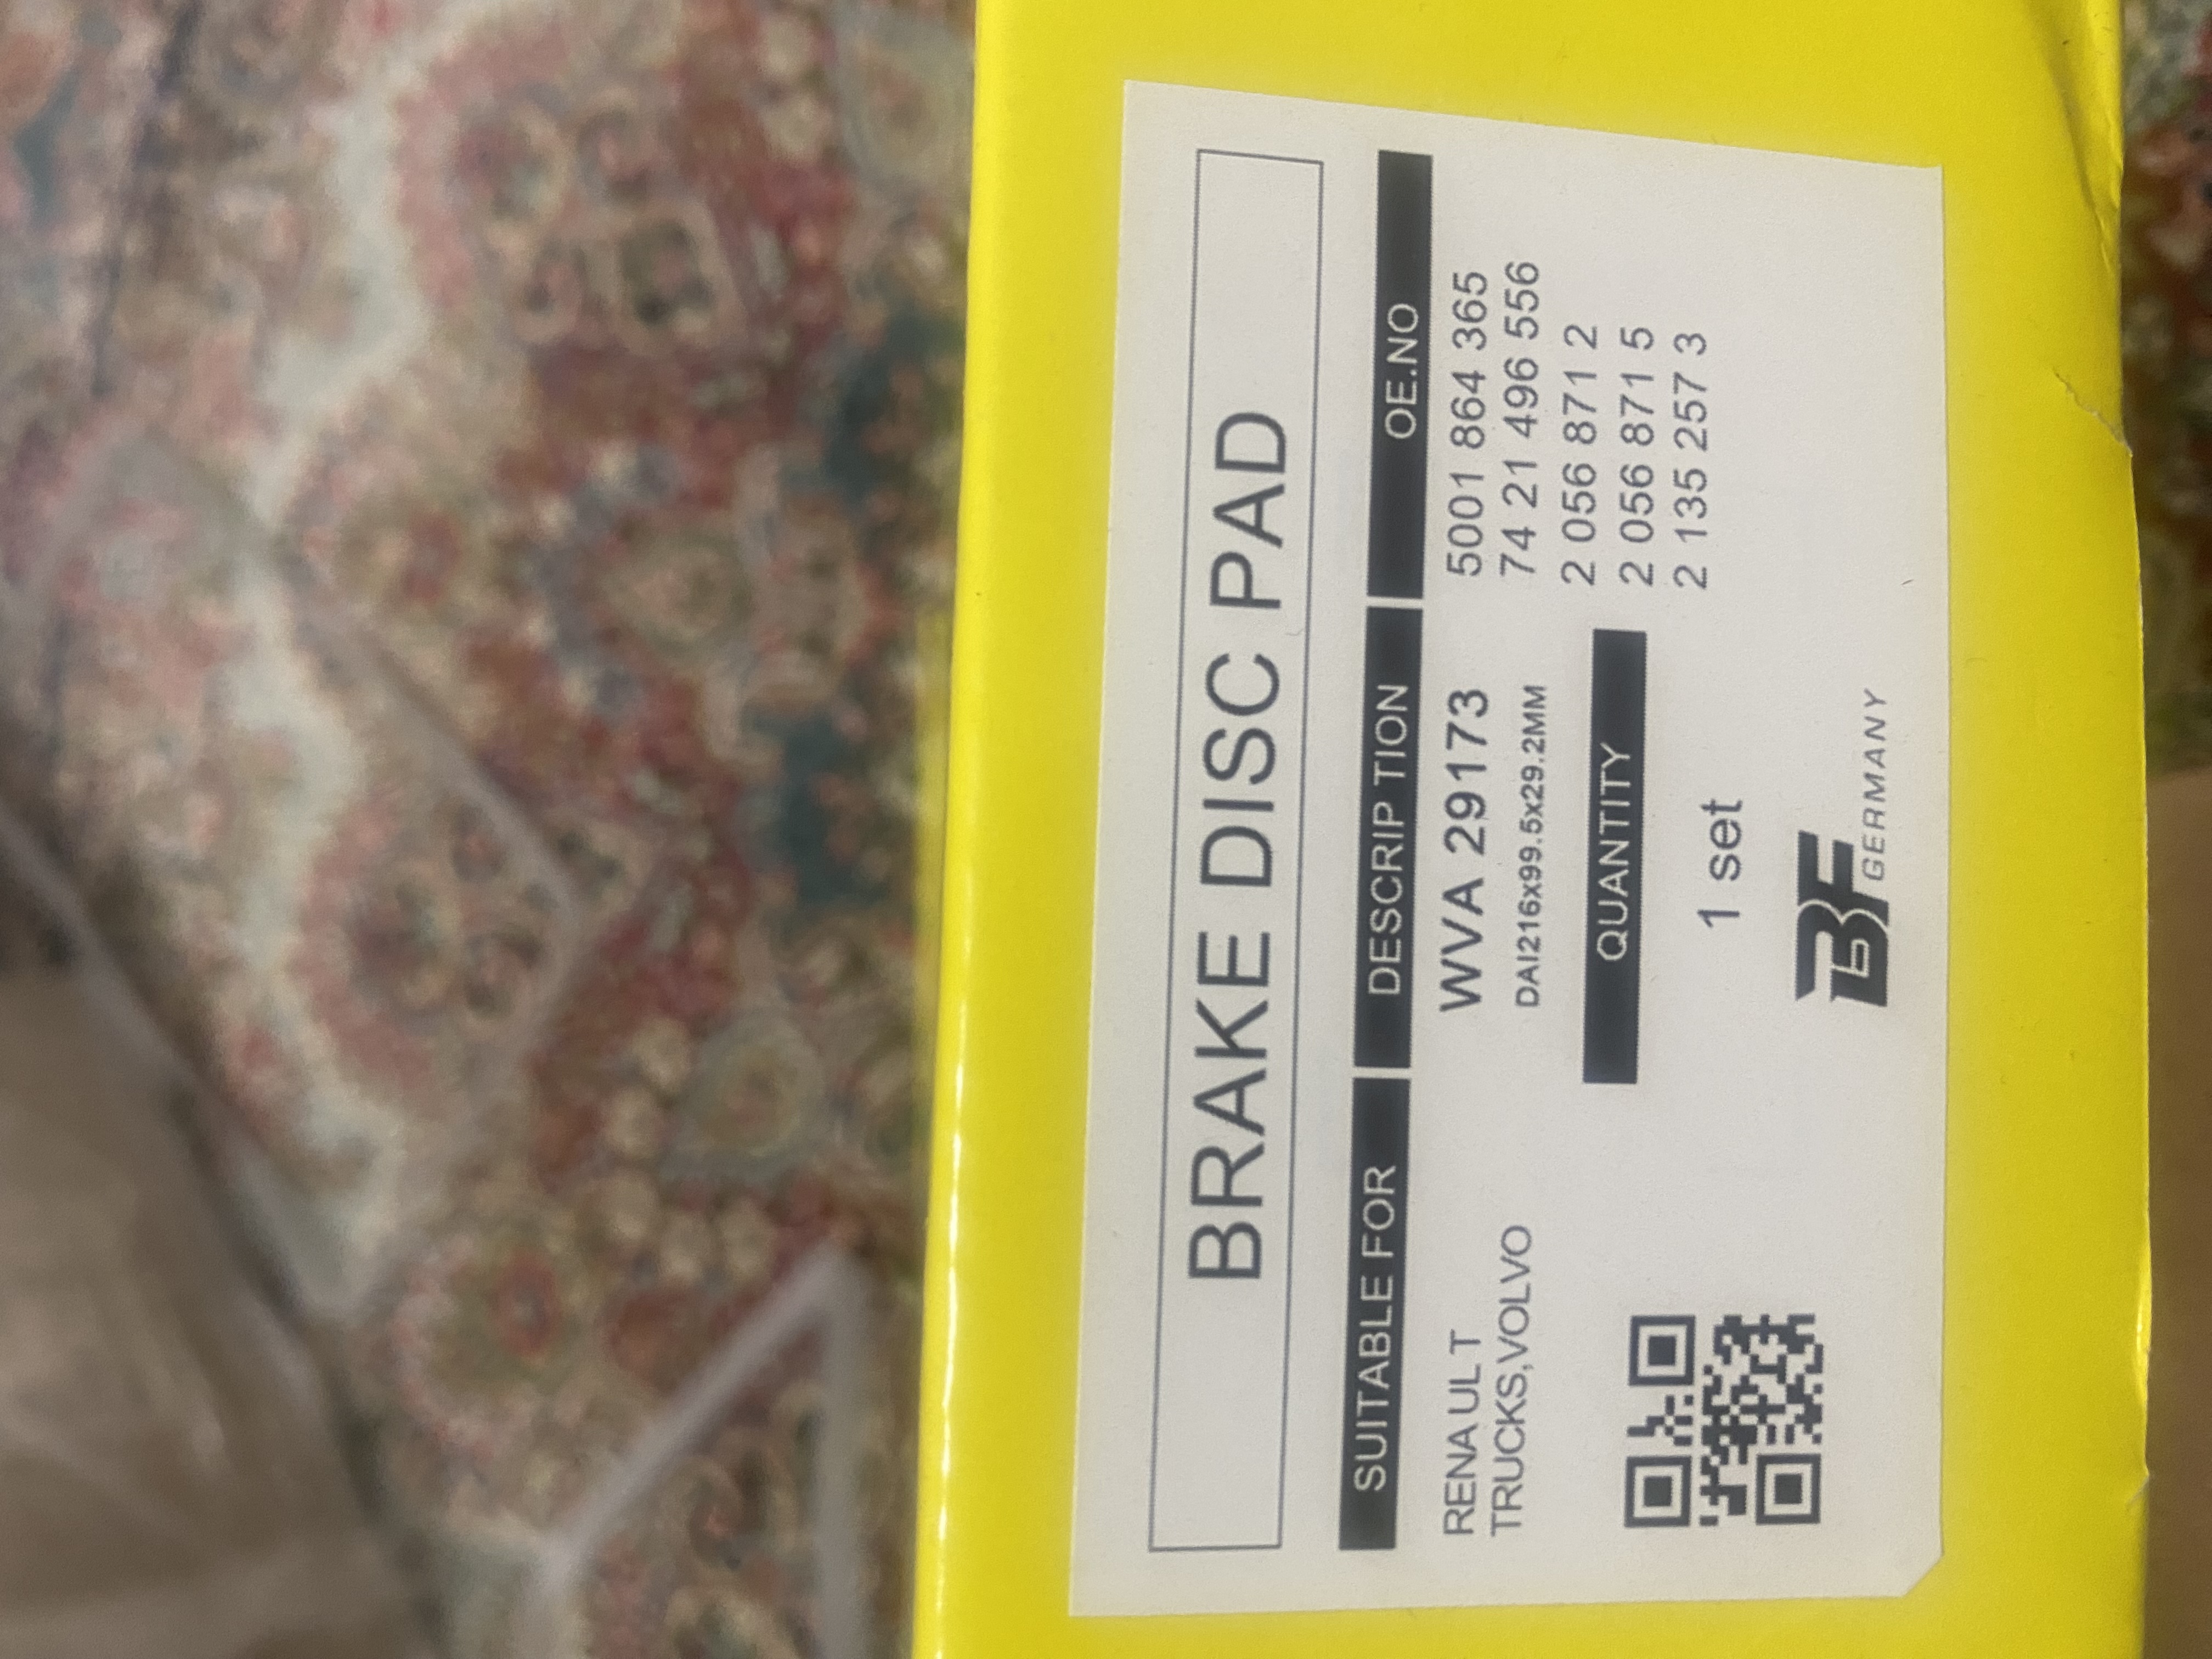 BRAKE DISC PAD
SUITABLE FOR
RENA UL T
TRUCKS,VOLVO
DESCRIP TION
WVA 29173
DAI216x99.5x29.2MM
QUANTITY
1 set
OE.NO
5001 864 365
74 21 496 556
2 056 871 2
2 056 871 5
2 135 257 3
BF
GERMANY